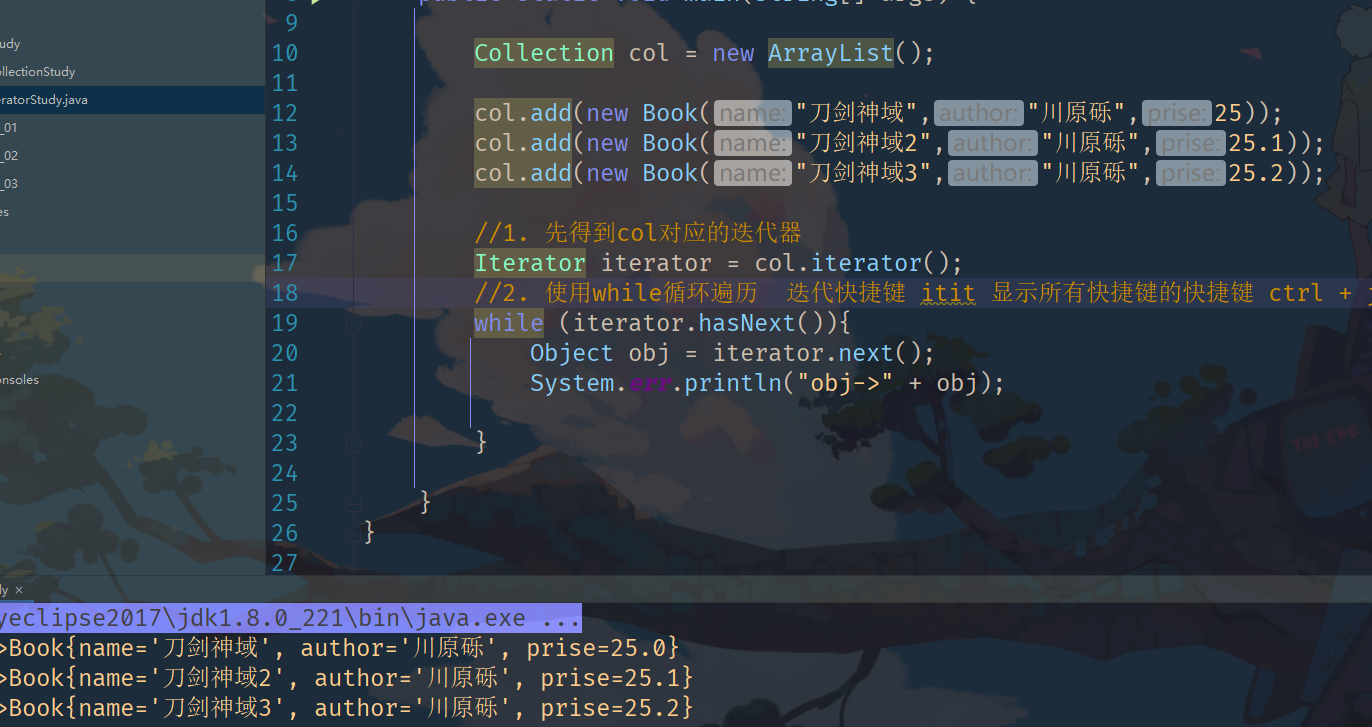 public static void main(String[] args) {
9
udy
10 Collection col = new ArrayList();
ollectionStudy
11
eratorStudy.java
12 col.add(new Book( name: "刀剑神域", author: "川原砾", prise: 25));
_01
13 col.add(new Book( name: "刀剑神域2", author: "川原砾", prise: 25.1));
_02
14 col.add(new Book( name: "刀剑神域3", author: "川原砾", prise: 25.2));
_03
15
es
16 //1. 先得到col对应的迭代器
17 Iterator iterator = col.iterator();
18 //2. 使用while循环遍历 迭代快捷键 itit 显示所有快捷键的快捷键 ctrl +
19 while (iterator.hasNext()){
20 Object obj = iterator.next();
onsoles
21 System.err.println("obj->" + obj);
22
23 }
THE END
24
25 }
26 }
27
dy ×
yeclipse2017\jdk1.8.0_221\bin\java.exe ...
>Book{name='刀剑神域', author='川原砾', prise=25.0}
>Book{name='刀剑神域2', author='川原砾', prise=25.1}
>Book{name='刀剑神域3', author='川原砾', prise=25.2}